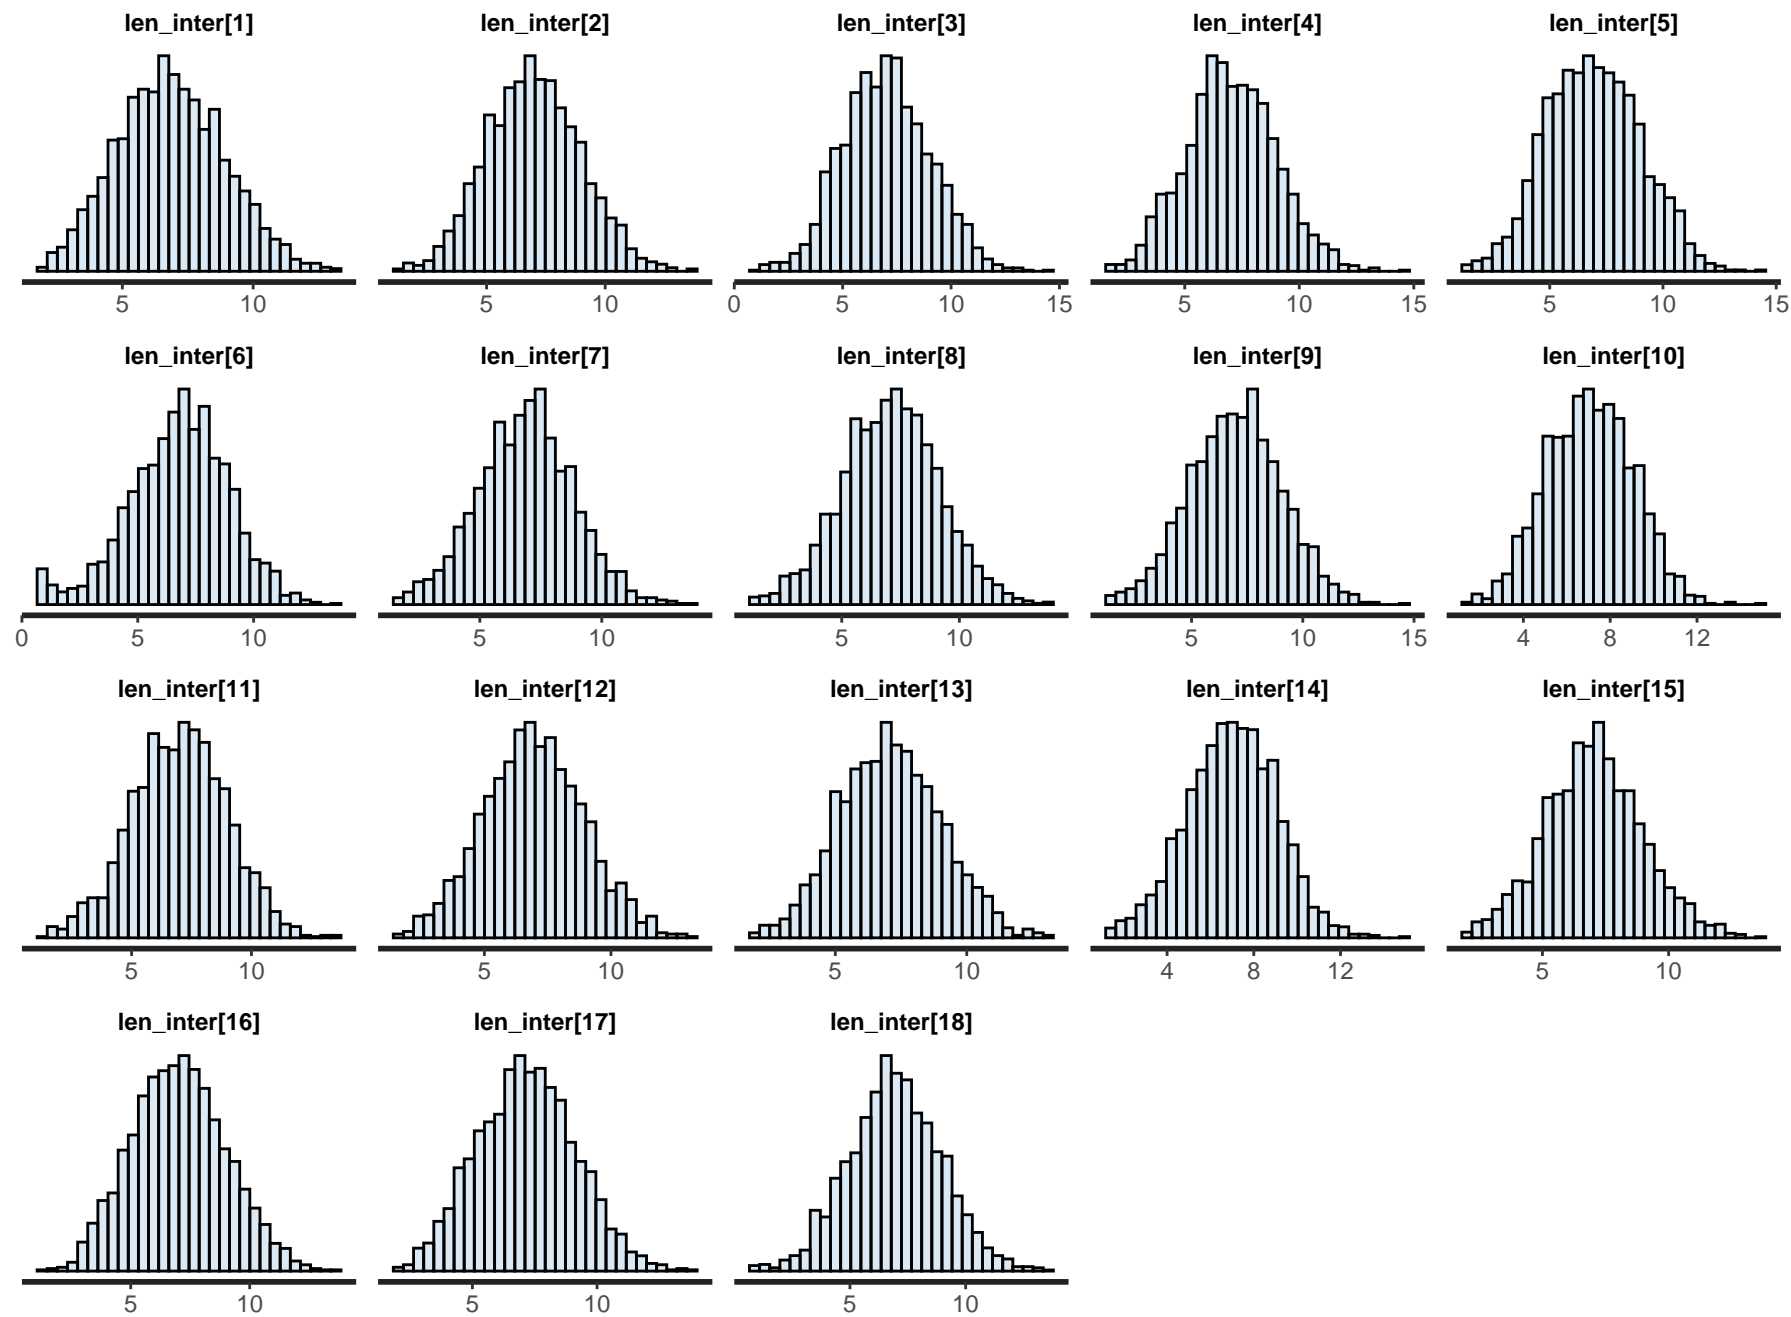 len_inter[1] len_inter[2] len_inter[3] len_inter[4] len_inter[5]
5 10 5 10 0 5 10 15 5 10 15 5 10 15
len_inter[6] len_inter[7] len_inter[8] len_inter[9] len_inter[10]
0 5 10 5 10 5 10 5 10 15 4 8 12
len_inter[11] len_inter[12] len_inter[13] len_inter[14] len_inter[15]
5 10 5 10 5 10 4 8 12 5 10
len_inter[16] len_inter[17] len_inter[18]
5 10 5 10 5 10